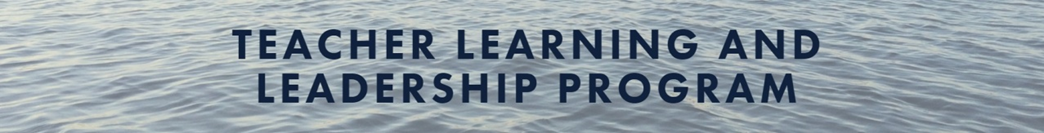 TEACHER LEARNING AND
LEADERSHIP PROGRAM